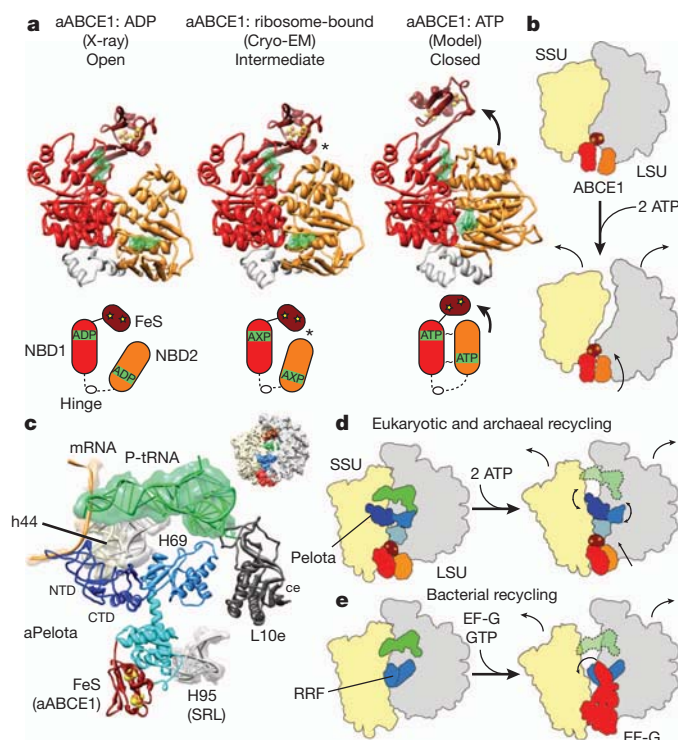 a
aABCE1: ADP
(X-ray)
Open
aABCE1: ribosome-bound
(Cryo-EM)
Intermediate
aABCE1: ATP
(Model)
Closed
*
FeS
NBD1
ADP
ADP
NBD2
Hinge
*
AXP
AXP
ATP
ATP
b
SSU
LSU
ABCE1
2 ATP
c
mRNA
P-tRNA
h44
H69
NTD
CTD
ce
L10e
aPelota
FeS
(aABCE1)
H95
(SRL)
d
Eukaryotic and archaeal recycling
SSU
2 ATP
Pelota
LSU
e
Bacterial recycling
EF-G
GTP
RRF
EF-G